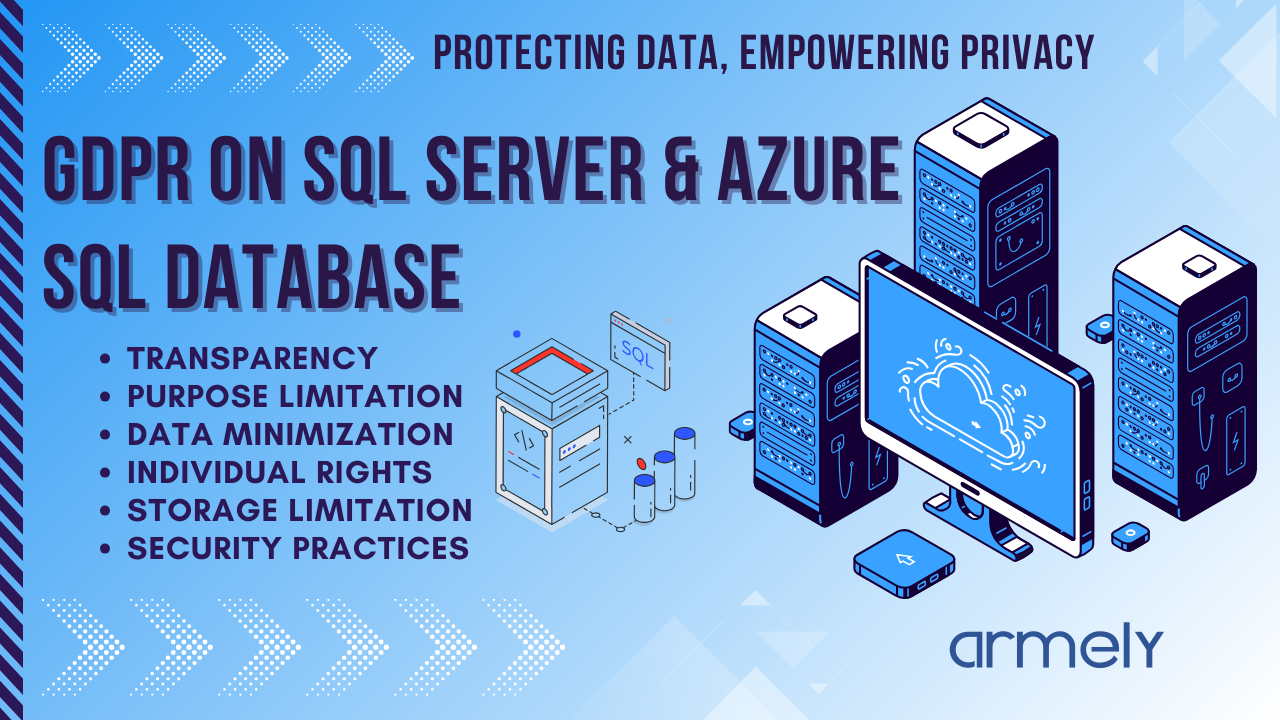 PROTECTING DATA, EMPOWERING PRIVACY
GDPR ON SQL SERVER & AZURE
SQL DATABASE
• TRANSPARENCY
• PURPOSE LIMITATION
• DATA MINIMIZATION
• INDIVIDUAL RIGHTS
• STORAGE LIMITATION
• SECURITY PRACTICES
SQL
</>
armely